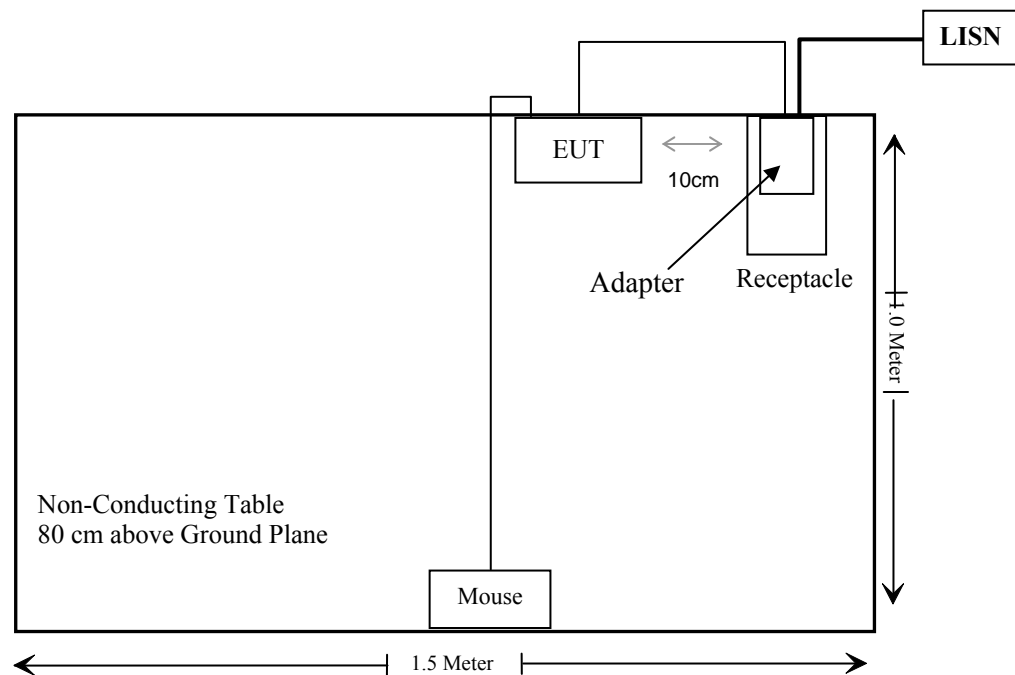 LISN
EUT
10cm
Adapter
Receptacle
1.0 Meter
Non-Conducting Table
80 cm above Ground Plane
Mouse
1.5 Meter